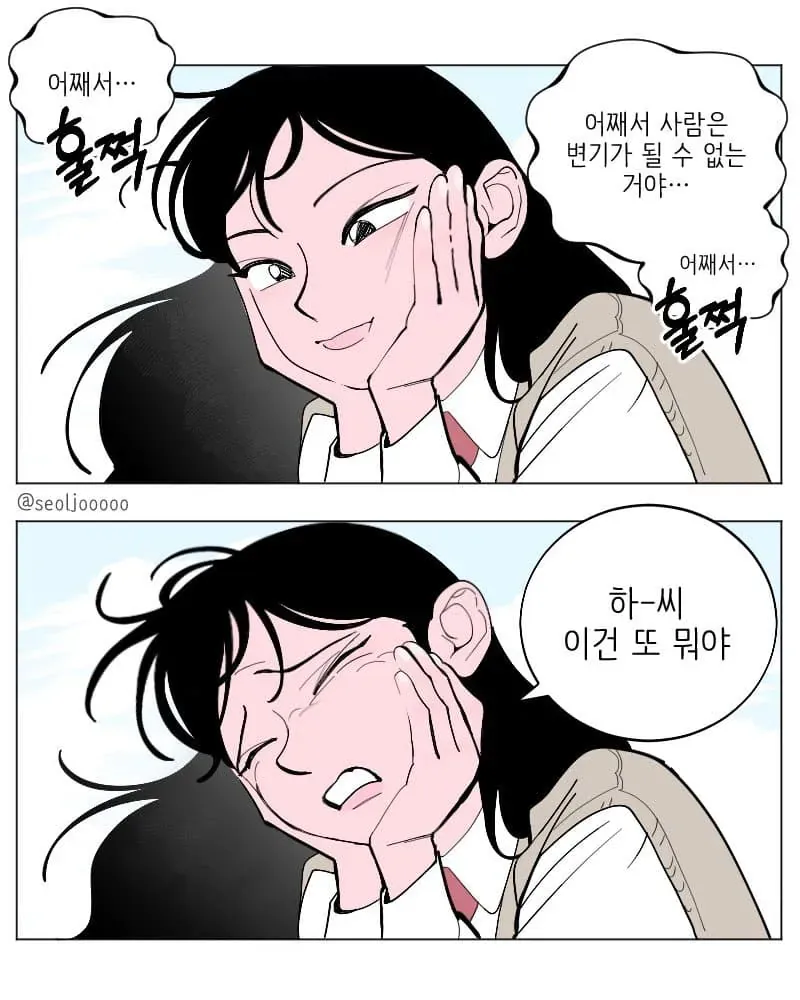 어째서…
훌쩍
어째서 사람은
변기가 될 수 없는
거야…
어째서…
훌쩍
@seoljooooo
하-씨
이건 또 뭐야